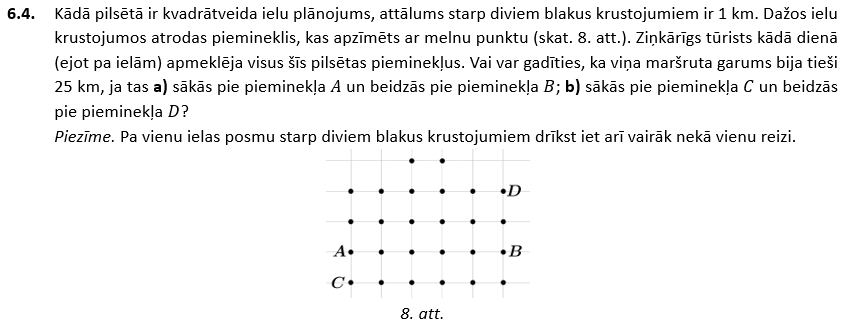 6.4. Kādā pilsētā ir kvadrātveida ielu plānojums, attālums starp diviem blakus krustojumiem ir 1 km. Dažos ielu
krustojumos atrodas piemineklis, kas apzīmēts ar melnu punktu (skat. 8. att.). Ziņkārīgs tūrists kādā dienā
(ejot pa ielām) apmeklēja visus šīs pilsētas pieminekļus. Vai var gadīties, ka viņa maršruta garums bija tieši
25 km, ja tas a) sākās pie pieminekļa A un beidzās pie pieminekļa B; b) sākās pie pieminekļa C un beidzās
pie pieminekļa D?
Piezīme. Pa vienu ielas posmu starp diviem blakus krustojumiem drīkst iet arī vairāk nekā vienu reizi.
D
A B
C
8. att.